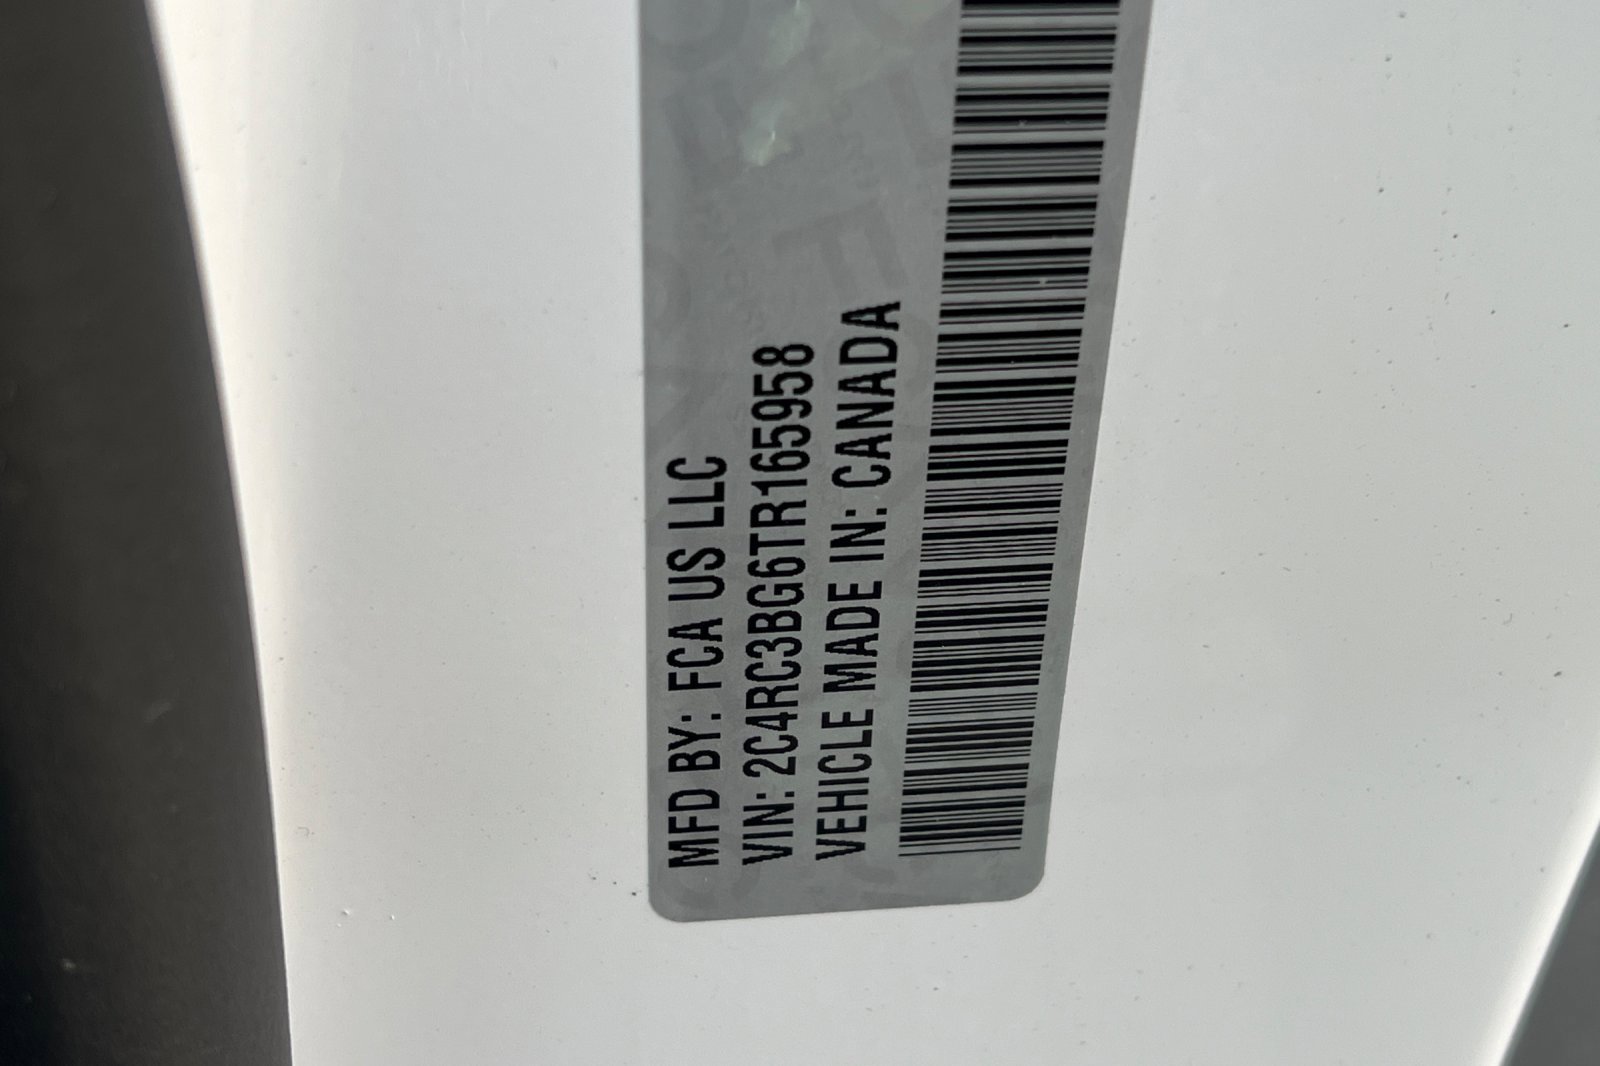 MFD BY: FCA US LLC
VIN: 2C4RC3BG6TR165958
VEHICLE MADE IN: CANADA